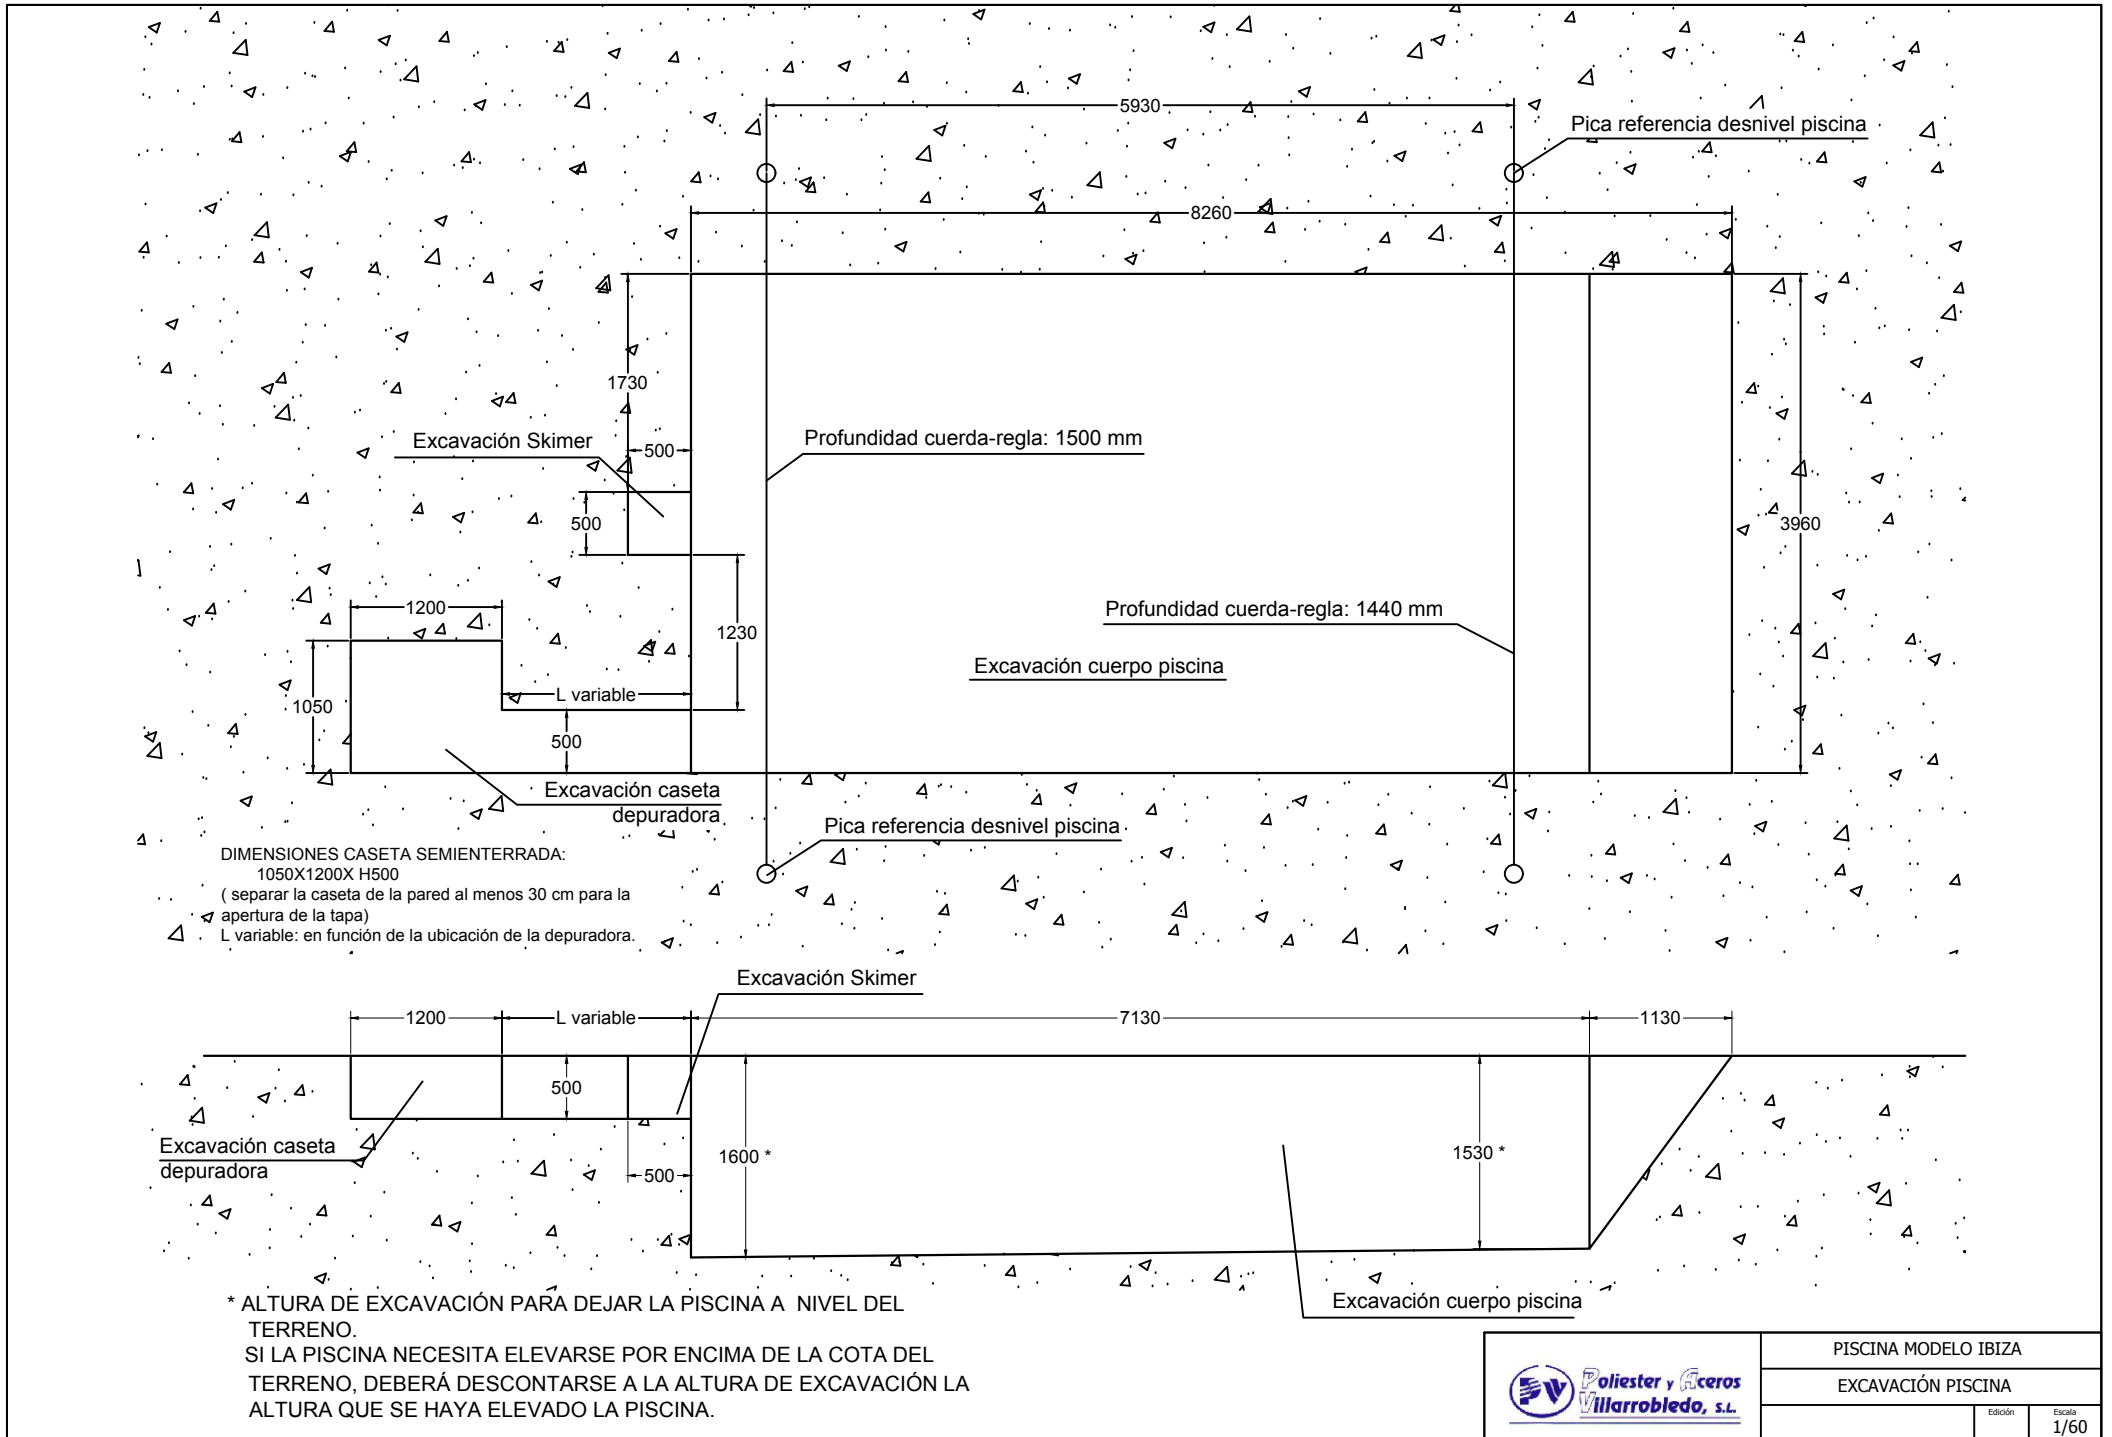 5930
Pica referencia desnivel piscina
8260
1730
Excavación Skimer
500
Profundidad cuerda-regla: 1500 mm
500
3960
1200
Profundidad cuerda-regla: 1440 mm
1230
Excavación cuerpo piscina
L variable
1050
500
Excavación caseta
depuradora
Pica referencia desnivel piscina
DIMENSIONES CASETA SEMIENTERRADA:
1050X1200X H500
( separar la caseta de la pared al menos 30 cm para la
apertura de la tapa)
L variable: en función de la ubicación de la depuradora.
Excavación Skimer
1200
L variable
7130
1130
500
Excavación caseta
depuradora
1600 *
1530 *
500
Excavación cuerpo piscina
* ALTURA DE EXCAVACIÓN PARA DEJAR LA PISCINA A NIVEL DEL
TERRENO.
SI LA PISCINA NECESITA ELEVARSE POR ENCIMA DE LA COTA DEL
TERRENO, DEBERÁ DESCONTARSE A LA ALTURA DE EXCAVACIÓN LA
ALTURA QUE SE HAYA ELEVADO LA PISCINA.
PV
Poliester y Aceros
Villarrobledo, S.L.
PISCINA MODELO IBIZA
EXCAVACIÓN PISCINA
Edición
Escala
1/60